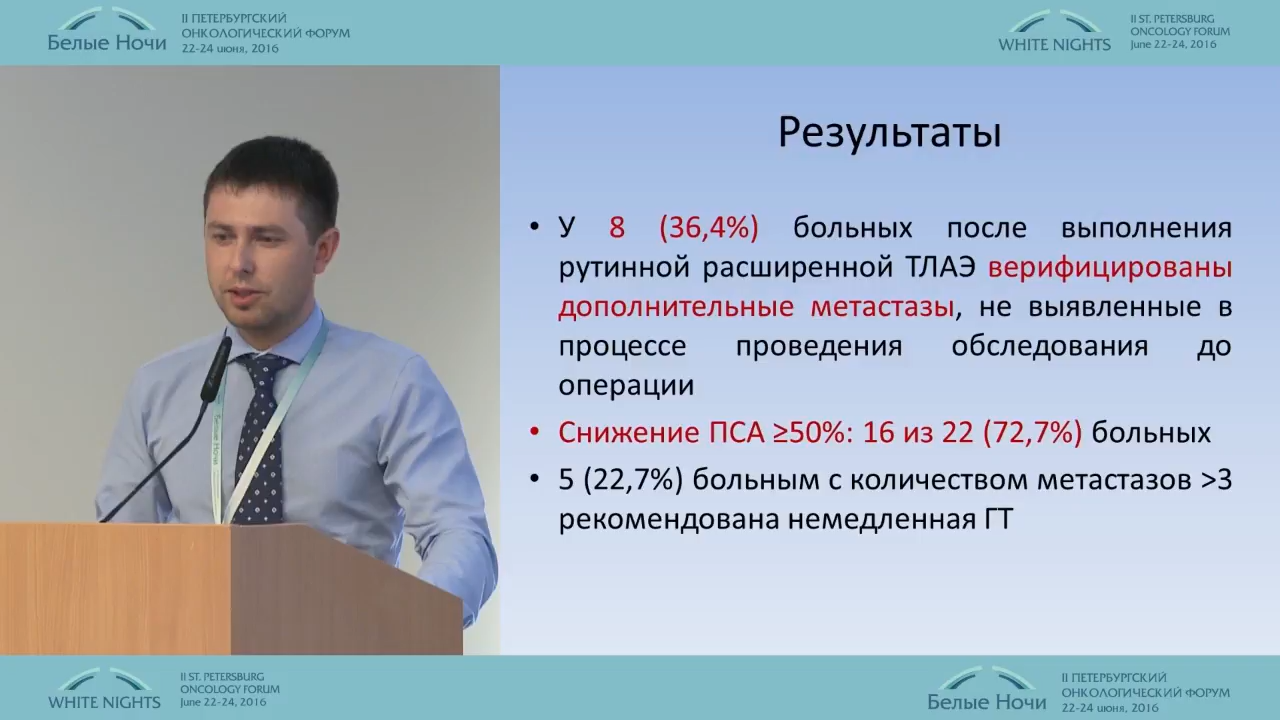 Белые Ночи
II ПЕТЕРБУРГСКИЙ
ОНКОЛОГИЧЕСКИЙ ФОРУМ
22-24 июня, 2016
WHITE NIGHTS
II ST. PETERSBURG
ONCOLOGY FORUM
June 22-24, 2016
Результаты
• У 8 (36,4%) больных после выполнения
рутинной расширенной ТЛАЭ верифицированы
дополнительные метастазы, не выявленные в
процессе проведения обследования до
операции
• Снижение ПСА ≥50%: 16 из 22 (72,7%) больных
• 5 (22,7%) больным с количеством метастазов >3
рекомендована немедленная ГТ
Белые Ночи
WHITE NIGHTS
II ST. PETERSBURG
ONCOLOGY FORUM
June 22-24, 2016
Белые Ночи
II ПЕТЕРБУРГСКИЙ
ОНКОЛОГИЧЕСКИЙ ФОРУМ
22-24 июня, 2016